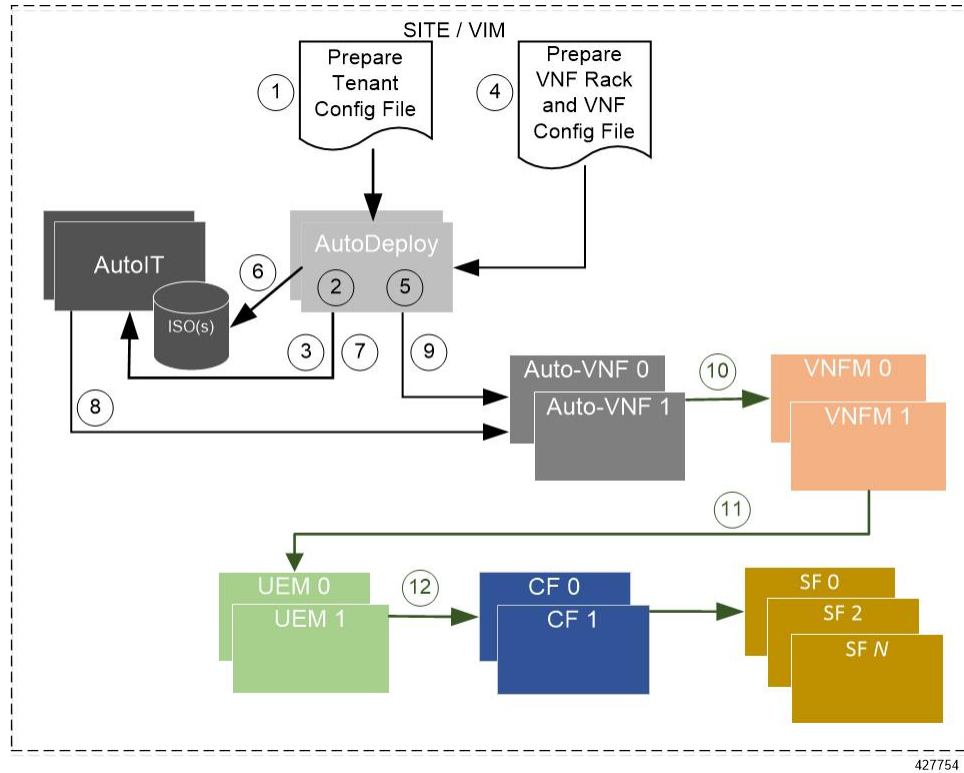 SITE / VIM
Prepare
Tenant
Config File
1
Prepare
VNF Rack
and VNF
Config File
4
AutoIT
ISO(s)
AutoDeploy
2
5
6
3
7
9
8
Auto-VNF 0
Auto-VNF 1
10
VNFM 0
VNFM 1
11
UEM 0
UEM 1
12
CF 0
CF 1
SF 0
SF 2
SF N
427754